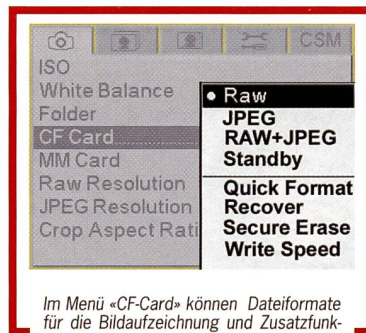 CSM
ISO
White Balance
Folder
CF Card
MM Card
Raw Resolution
JPEG Resolution
Crop Aspect Rati
Raw
JPEG
RAW+JPEG
Standby
Quick Format
Recover
Secure Erase
Write Speed
Im Menü «CF-Card» können Dateiformate
für die Bildaufzeichnung und Zusatzfunk-